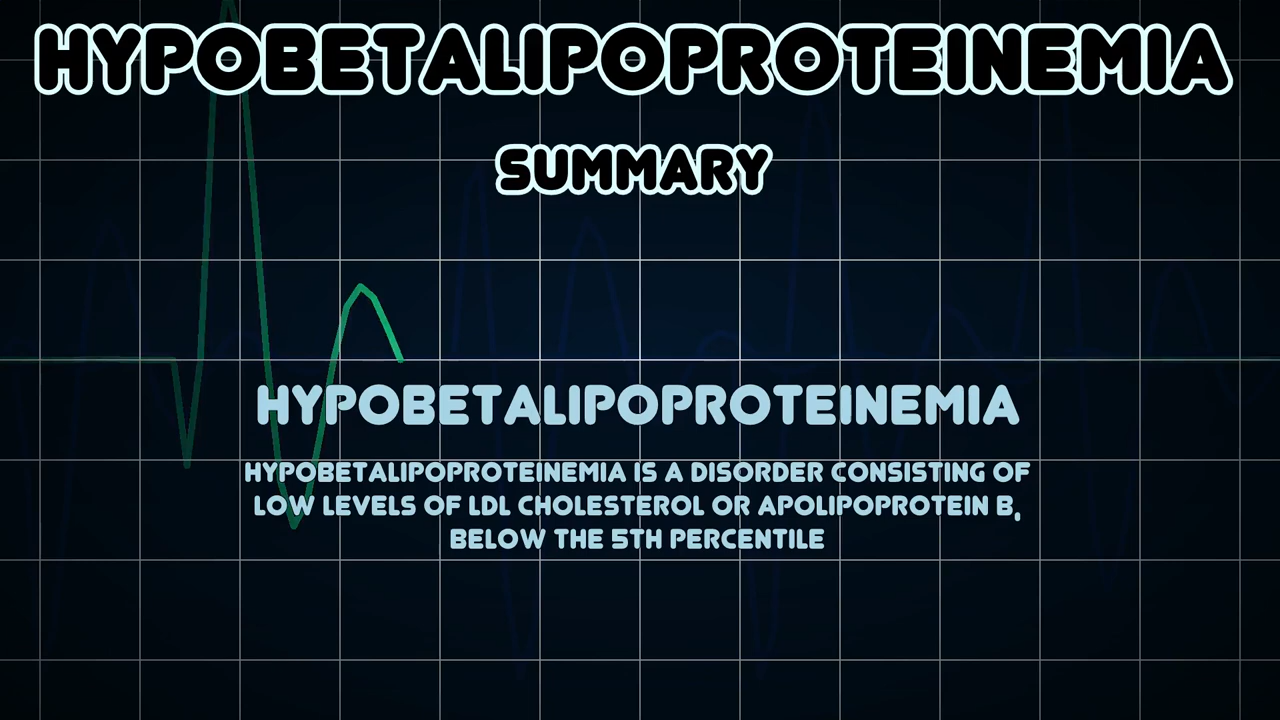 HYPOBETALIPOPROTEINEMIA
SUMMARY
HYPOBETALIPOPROTEINEMIA
HYPOBETALIPOPROTEINEMIA IS A DISORDER CONSISTING OF
LOW LEVELS OF LDL CHOLESTEROL OR APOLIPOPROTEIN B,
BELOW THE 5TH PERCENTILE